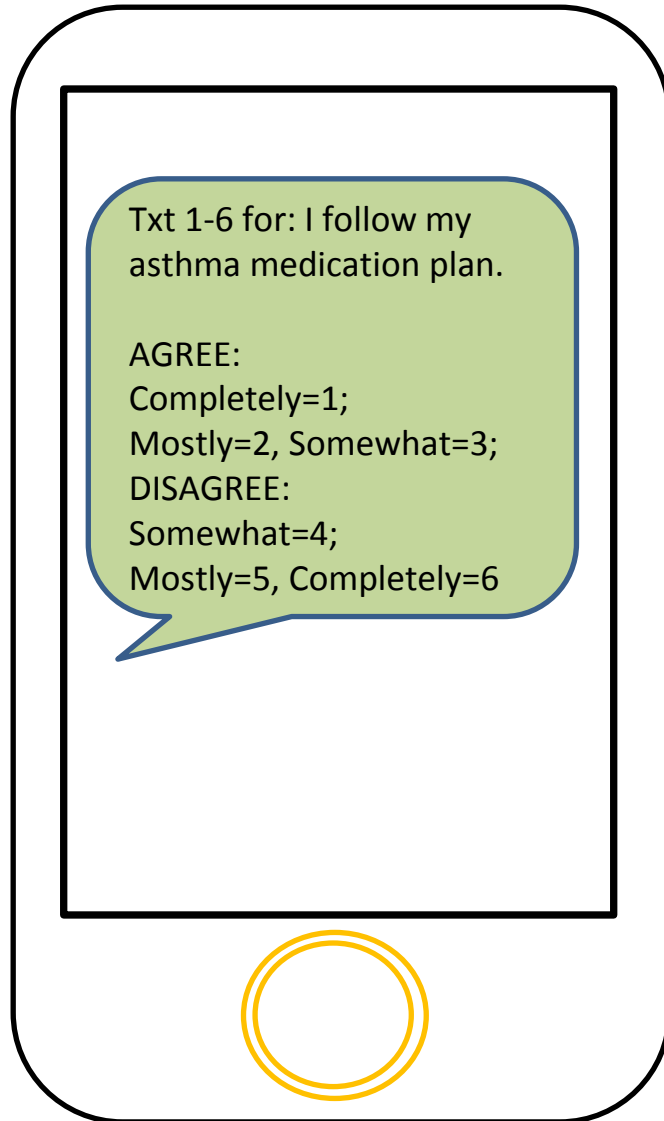 Txt 1-6 for: I follow my
asthma medication plan.
AGREE:
Completely=1;
Mostly=2, Somewhat=3;
DISAGREE:
Somewhat=4;
Mostly=5, Completely=6